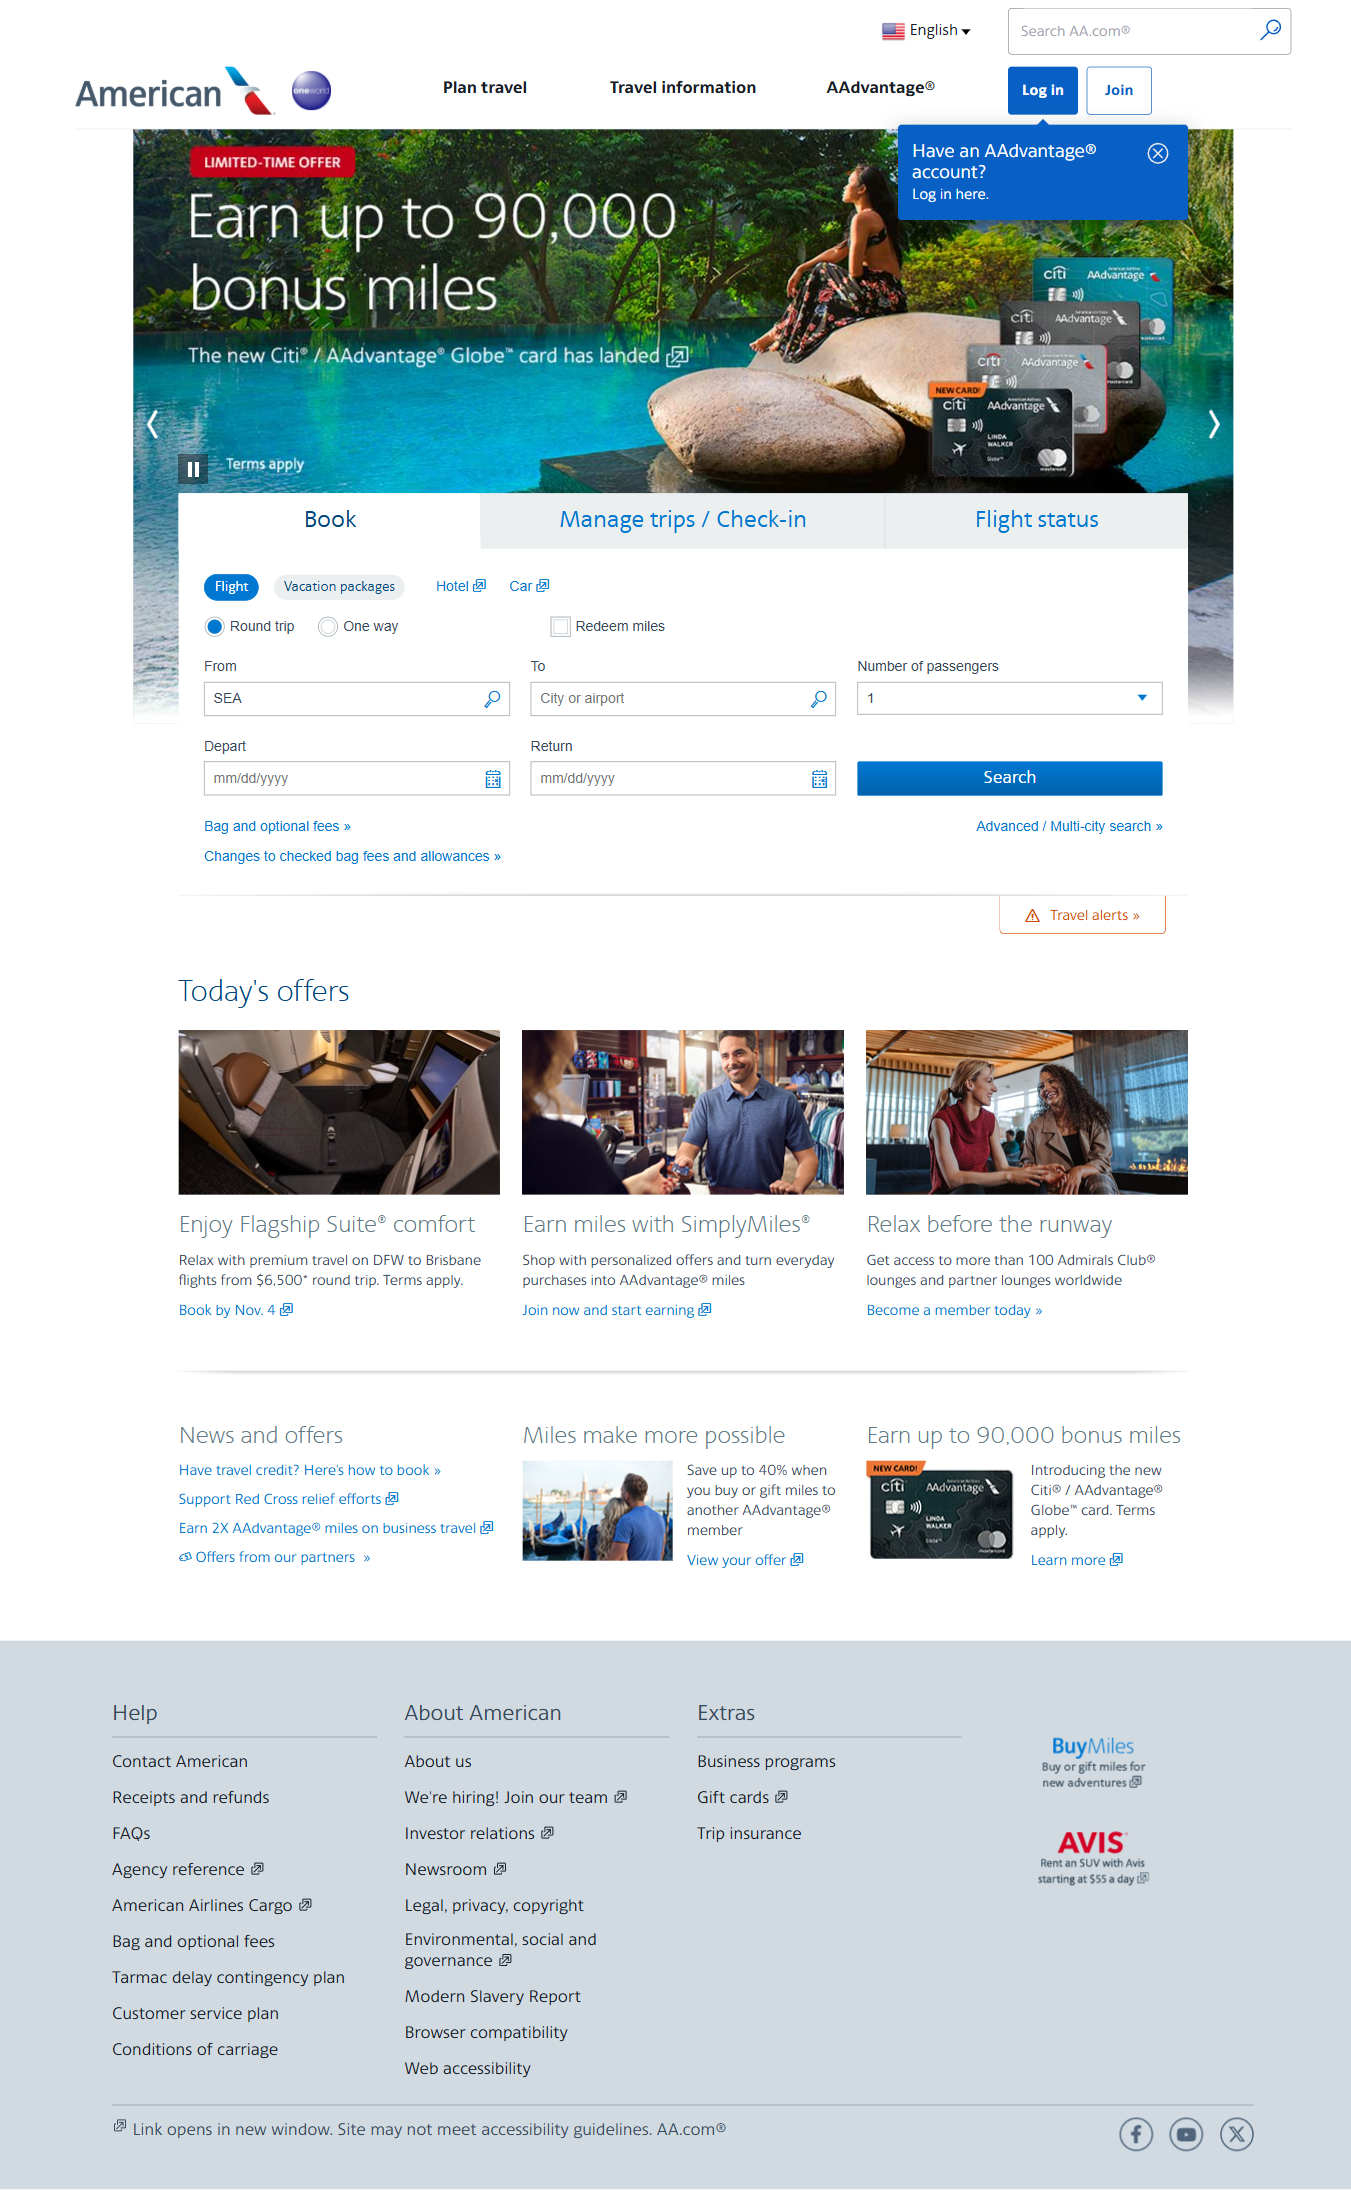 English
Search AA.com®
American
oneworld
Plan travel
Travel information
AAdvantage®
Log in
Join
Have an AAdvantage®
account?
Log in here.
LIMITED-TIME OFFER
Earn up to 90,000
bonus miles
The new Citi® / AAdvantage® Globe™ card has landed
Terms apply
citi AAdvantage
citi AAdvantage
citi AAdvantage
NEW CARD!
citi AAdvantage
LINDA
WALKER
Globe™
mastercard
Book
Manage trips / Check-in
Flight status
Flight
Vacation packages
Hotel
Car
Round trip
One way
Redeem miles
From
To
Number of passengers
SEA
City or airport
1
Depart
Return
mm/dd/yyyy
mm/dd/yyyy
Search
Bag and optional fees »
Advanced / Multi-city search »
Changes to checked bag fees and allowances »
Travel alerts »
Today's offers
Enjoy Flagship Suite® comfort
Relax with premium travel on DFW to Brisbane
flights from $6,500* round trip. Terms apply.
Book by Nov. 4
Earn miles with SimplyMiles®
Shop with personalized offers and turn everyday
purchases into AAdvantage® miles
Join now and start earning
Relax before the runway
Get access to more than 100 Admirals Club®
lounges and partner lounges worldwide
Become a member today »
News and offers
Have travel credit? Here's how to book »
Support Red Cross relief efforts
Earn 2X AAdvantage® miles on business travel
Offers from our partners »
Miles make more possible
Save up to 40% when
you buy or gift miles to
another AAdvantage®
member
View your offer
Earn up to 90,000 bonus miles
NEW CARD!
citi AAdvantage
LINDA
WALKER
Globe™
mastercard
Introducing the new
Citi® / AAdvantage®
Globe™ card. Terms
apply.
Learn more
Help
Contact American
Receipts and refunds
FAQs
Agency reference
American Airlines Cargo
Bag and optional fees
Tarmac delay contingency plan
Customer service plan
Conditions of carriage
About American
About us
We're hiring! Join our team
Investor relations
Newsroom
Legal, privacy, copyright
Environmental, social and
governance
Modern Slavery Report
Browser compatibility
Web accessibility
Extras
Business programs
Gift cards
Trip insurance
BuyMiles
Buy or gift miles for
new adventures
AVIS
Rent an SUV with Avis
starting at $55 a day
Link opens in new window. Site may not meet accessibility guidelines. AA.com®